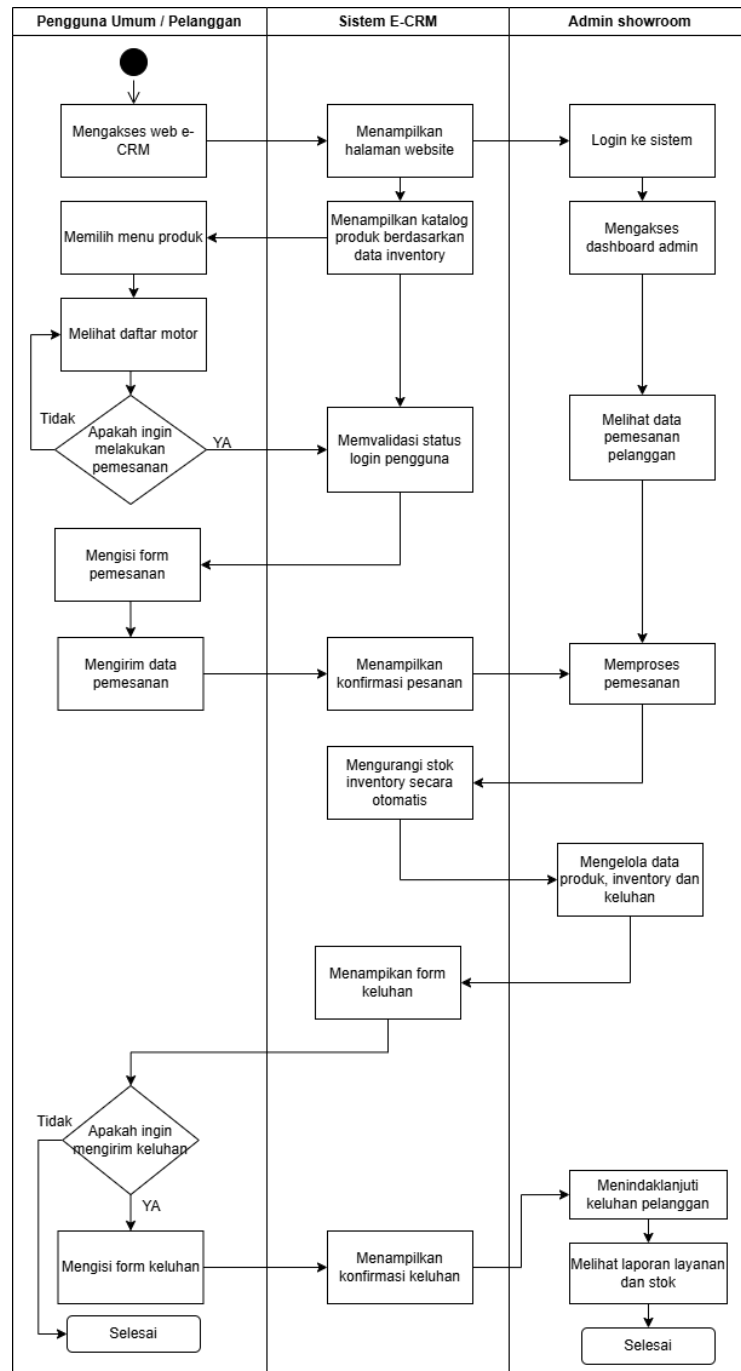 Pengguna Umum / Pelanggan
Sistem E-CRM
Admin showroom
Mengakses web e-
CRM
Menampilkan
halaman website
Login ke sistem
Memilih menu produk
Menampilkan katalog
produk berdasarkan
data inventory
Mengakses
dashboard admin
Melihat daftar motor
Tidak
Apakah ingin
melakukan
pemesanan
YA
Memvalidasi status
login pengguna
Melihat data
pemesanan
pelanggan
Mengisi form
pemesanan
Mengirim data
pemesanan
Menampilkan
konfirmasi pesanan
Memproses
pemesanan
Mengurangi stok
inventory secara
otomatis
Mengelola data
produk, inventory dan
keluhan
Menampikan form
keluhan
Tidak
Apakah ingin
mengirim keluhan
YA
Mengisi form keluhan
Menampilkan
konfirmasi keluhan
Menindaklanjuti
keluhan pelanggan
Melihat laporan layanan
dan stok
Selesai
Selesai